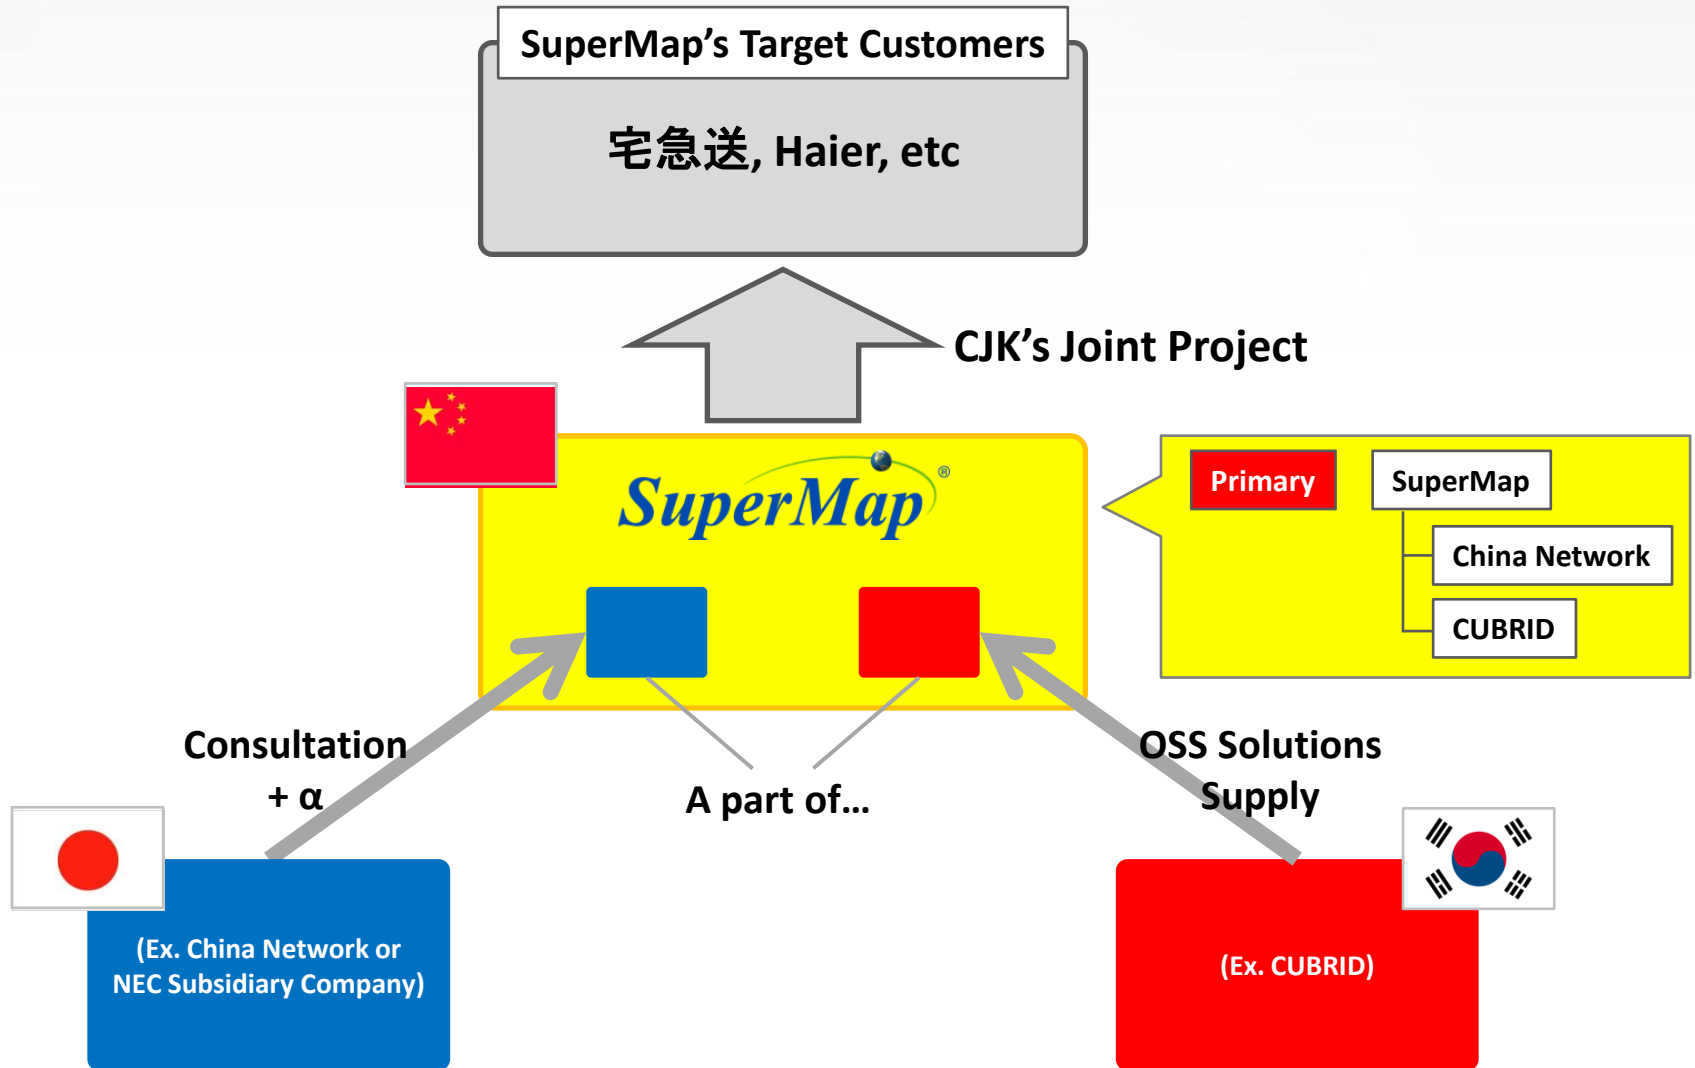 SuperMap’s Target Customers
宅急送, Haier, etc
CJK’s Joint Project
SuperMap®
Primary
SuperMap
China Network
CUBRID
Consultation
+ α
A part of…
OSS Solutions
Supply
(Ex. China Network or
NEC Subsidiary Company)
(Ex. CUBRID)